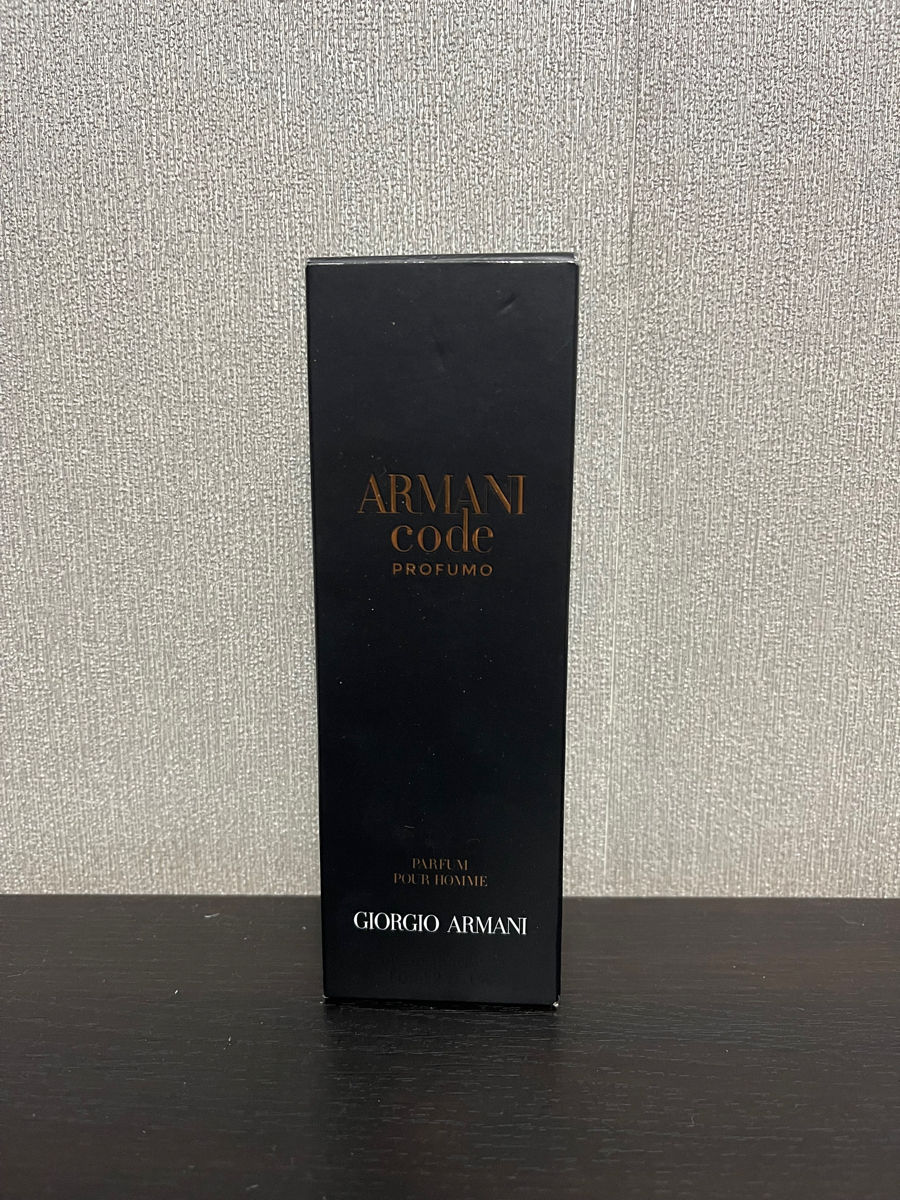 ARMANI
code
PROFUMO
PARFUM
POUR HOMME
GIORGIO ARMANI